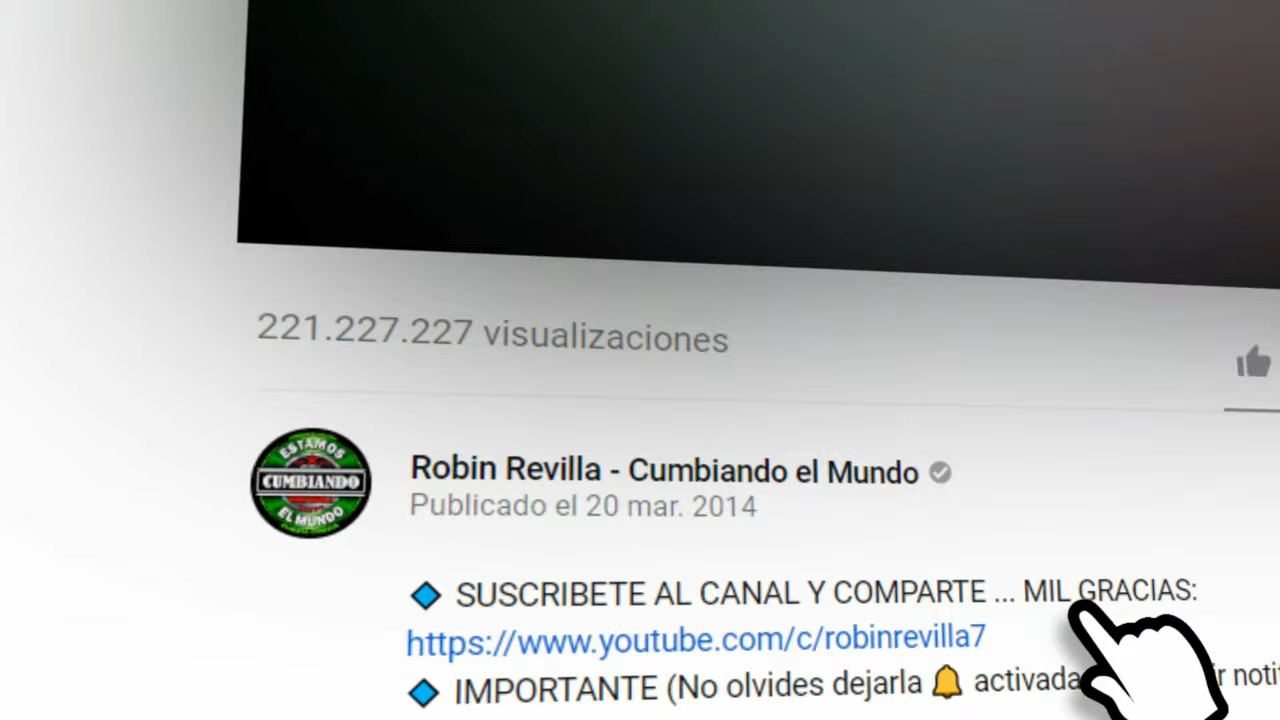 221.227.227 visualizaciones
ESTAMOS
CUMBIANDO
EL MUNDO
Robin Revilla - Cumbiando el Mundo
Publicado el 20 mar. 2014
SUSCRIBETE AL CANAL Y COMPARTE ... MIL GRACIAS:
https://www.youtube.com/c/robinrevilla7
IMPORTANTE (No olvides dejarla 🔔 activada